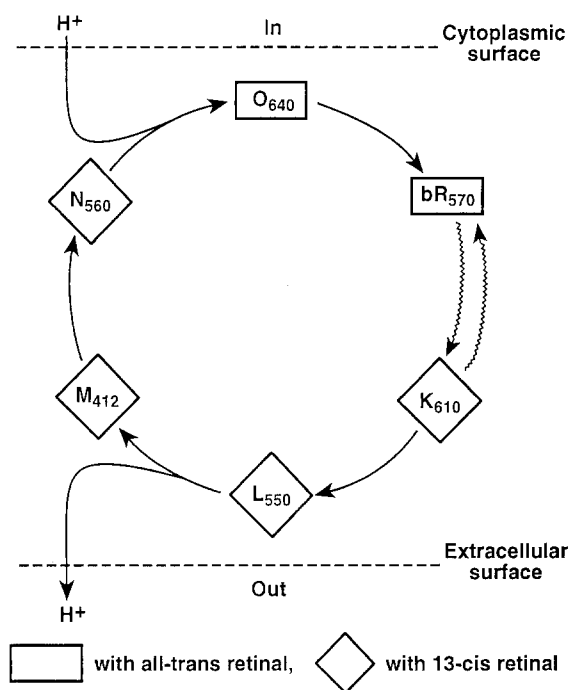 H+
In
Cytoplasmic
surface
O640
N560
bR570
M412
K610
L550
Extracellular
surface
Out
H+
with all-trans retinal,
with 13-cis retinal